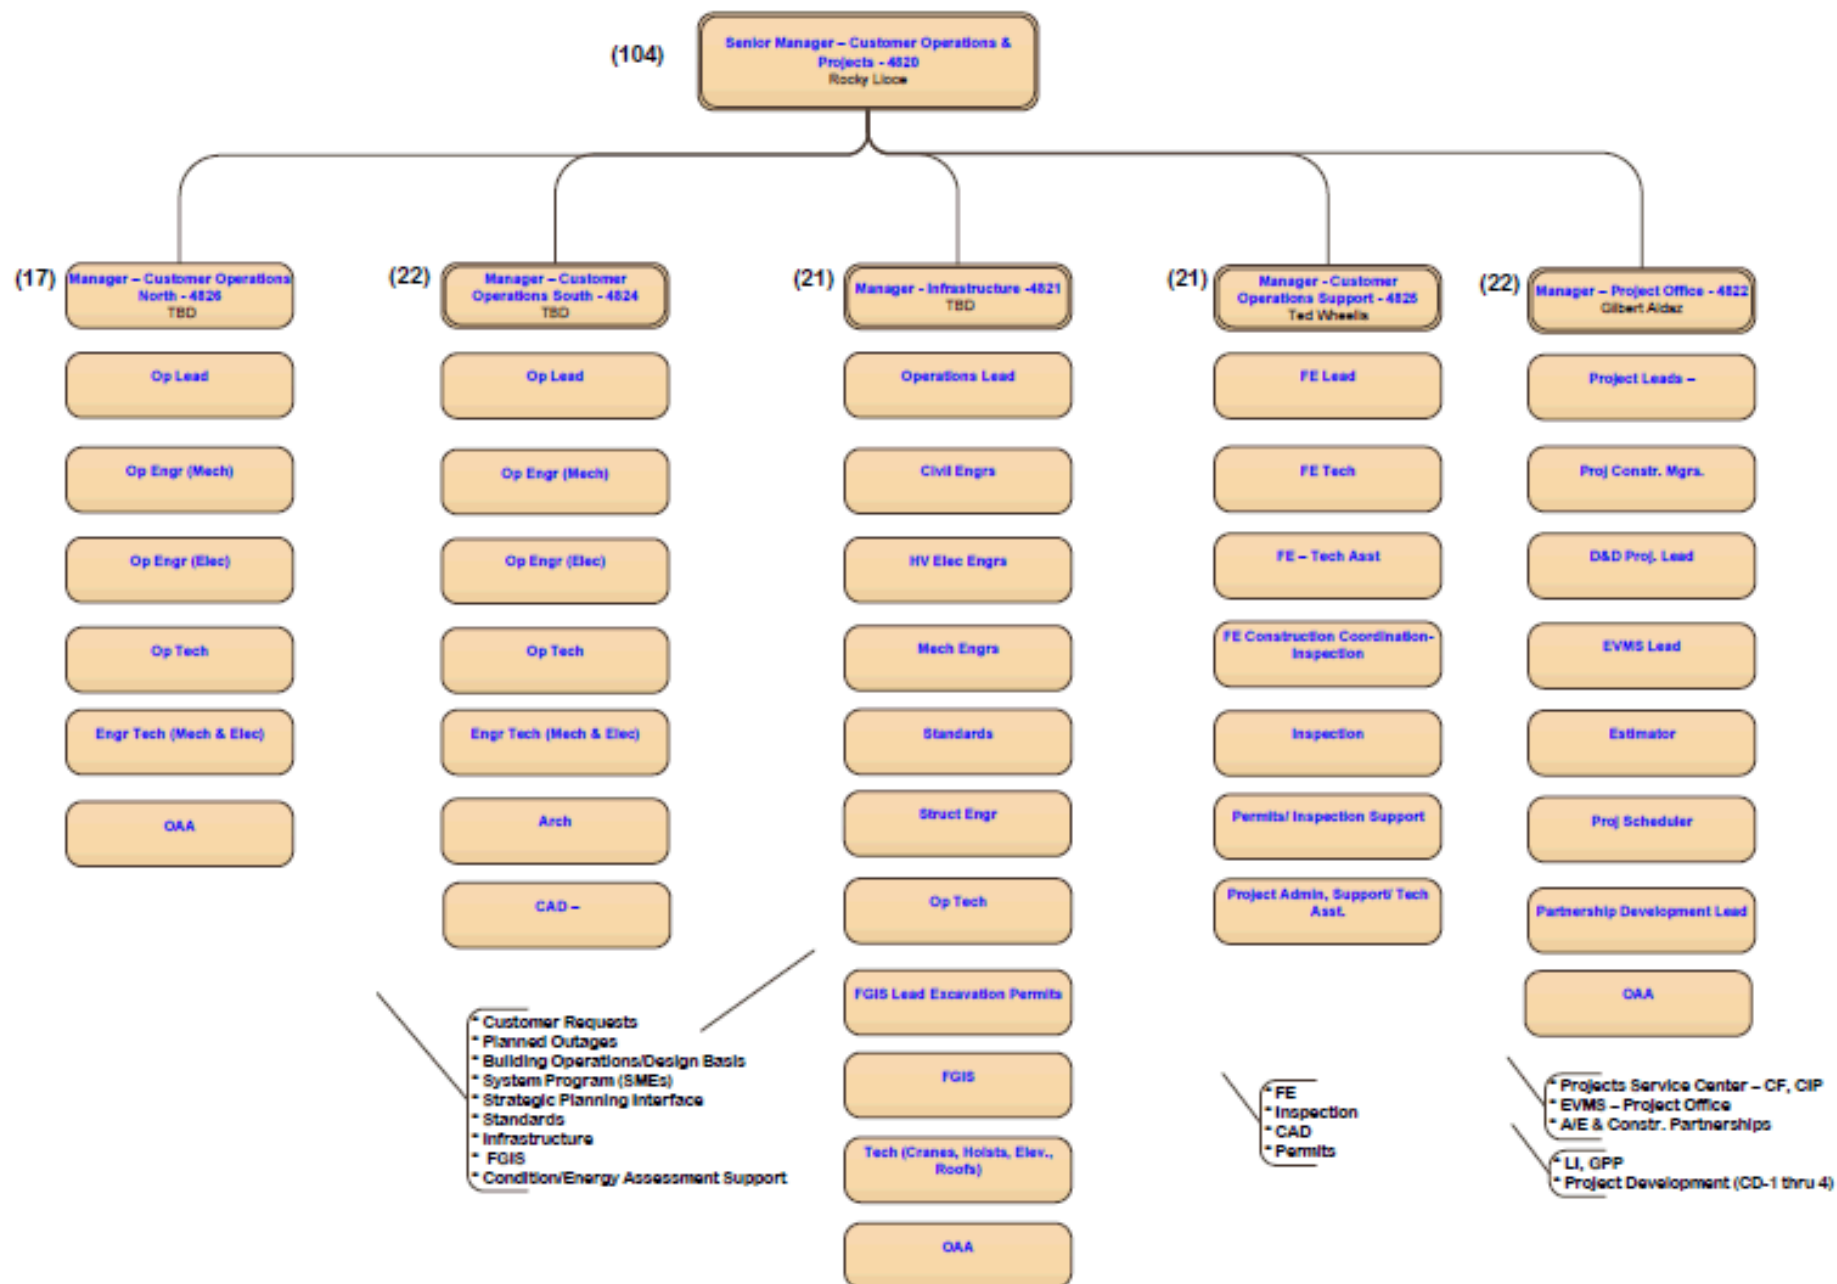 (104)
Senior Manager – Customer Operations &
Projects - 4820
Rocky Lloce
(17)
Manager – Customer Operations
North - 4826
TBD
Op Lead
Op Engr (Mech)
Op Engr (Elec)
Op Tech
Engr Tech (Mech & Elec)
OAA
(22)
Manager – Customer
Operations South - 4824
TBD
Op Lead
Op Engr (Mech)
Op Engr (Elec)
Op Tech
Engr Tech (Mech & Elec)
Arch
CAD –
* Customer Requests
* Planned Outages
* Building Operations/Design Basis
* System Program (SMEs)
* Strategic Planning Interface
* Standards
* Infrastructure
* FGIS
* Condition/Energy Assessment Support
(21)
Manager - Infrastructure -4821
TBD
Operations Lead
Civil Engrs
HV Elec Engrs
Mech Engrs
Standards
Struct Engr
Op Tech
FGIS Lead Excavation Permits
FGIS
Tech (Cranes, Hoists, Elev.,
Roofs)
OAA
(21)
Manager - Customer
Operations Support - 4825
Ted Wheelis
FE Lead
FE Tech
FE – Tech Asst
FE Construction Coordination-
Inspection
Inspection
Permits/ Inspection Support
Project Admin, Support/ Tech
Asst.
* FE
* Inspection
* CAD
* Permits
(22)
Manager – Project Office - 4822
Gilbert Aldaz
Project Leads –
Proj Constr. Mgrs.
D&D Proj. Lead
EVMS Lead
Estimator
Proj Scheduler
Partnership Development Lead
OAA
* Projects Service Center – CF, CIP
* EVMS – Project Office
* A/E & Constr. Partnerships
* LI, GPP
* Project Development (CD-1 thru 4)